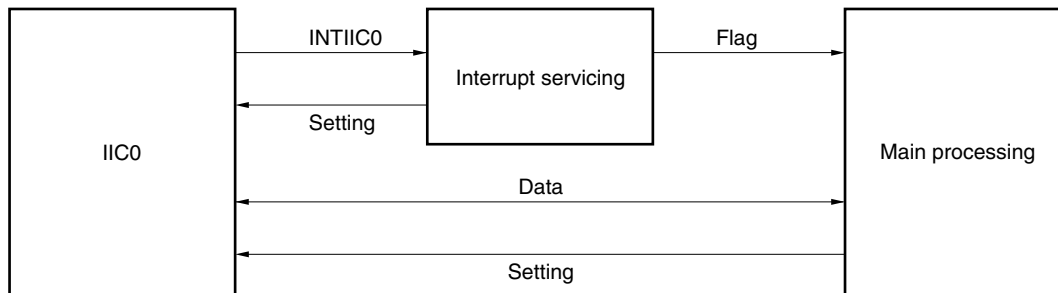 INTIIC0
Flag
Interrupt servicing
Setting
IIC0
Main processing
Data
Setting